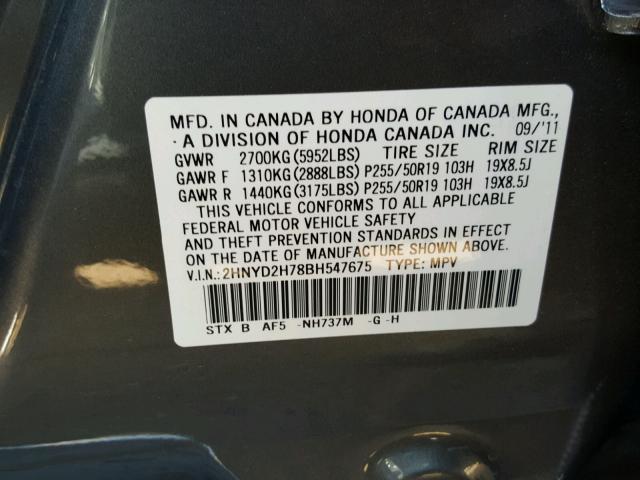 MFD. IN CANADA BY HONDA OF CANADA MFG.,
A DIVISION OF HONDA CANADA INC. 09/'11
GVWR 2700KG (5952LBS) TIRE SIZE RIM SIZE
GAWR F 1310KG (2888LBS) P255/50R19 103H 19X8.5J
GAWR R 1440KG (3175LBS) P255/50R19 103H 19X8.5J
THIS VEHICLE CONFORMS TO ALL APPLICABLE
FEDERAL MOTOR VEHICLE SAFETY
AND THEFT PREVENTION STANDARDS IN EFFECT
ON THE DATE OF MANUFACTURE SHOWN ABOVE.
V.I.N.: 2HNYD2H78BH547675 TYPE: MPV
STX B AF5 -NH737M -G -H